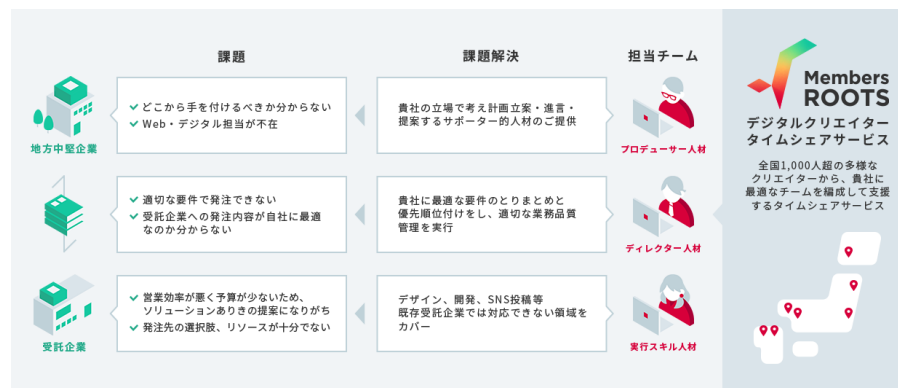 課題
課題解決
担当チーム
地方中堅企業
どこから手を付けるべきか分からない
Web・デジタル担当が不在
貴社の立場で考え計画立案・進言・
提案するサポーター的人材のご提供
プロデューサー人材
適切な要件で発注できない
受託企業への発注内容が自社に最適
なのか分からない
貴社に最適な要件のとりまとめと
優先順位付けをし、適切な業務品質
管理を実行
ディレクター人材
受託企業
営業効率が悪く予算が少ないため、
ソリューションありきの提案になりがち
発注先の選択肢、リソースが十分でない
デザイン、開発、SNS投稿等
既存受託企業では対応できない領域を
カバー
実行スキル人材
Members
ROOTS
デジタルクリエイター
タイムシェアサービス
全国1,000人超の多様な
クリエイターから、貴社に
最適なチームを編成して支援
するタイムシェアサービス